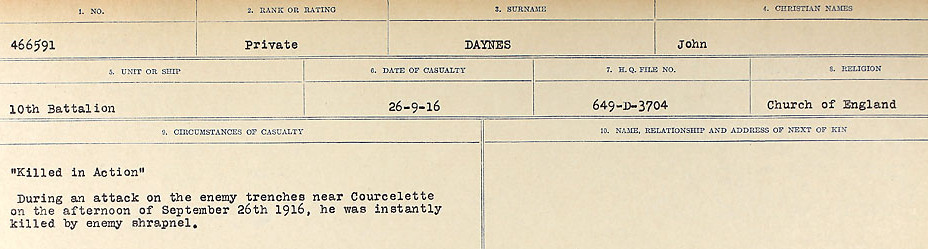 1. NO.
2. RANK OR RATING
3. SURNAME
4. CHRISTIAN NAMES
466591
Private
DAYNES
John
5. UNIT OR SHIP
6. DATE OF CASUALTY
7. H.Q. FILE NO.
8. RELIGION
10th Battalion
26-9-16
649-D-3704
Church of England
9. CIRCUMSTANCES OF CASUALTY
10. NAME, RELATIONSHIP AND ADDRESS OF NEXT OF KIN
"Killed in Action"
During an attack on the enemy trenches near Courcelette
on the afternoon of September 26th 1916, he was instantly
killed by enemy shrapnel.